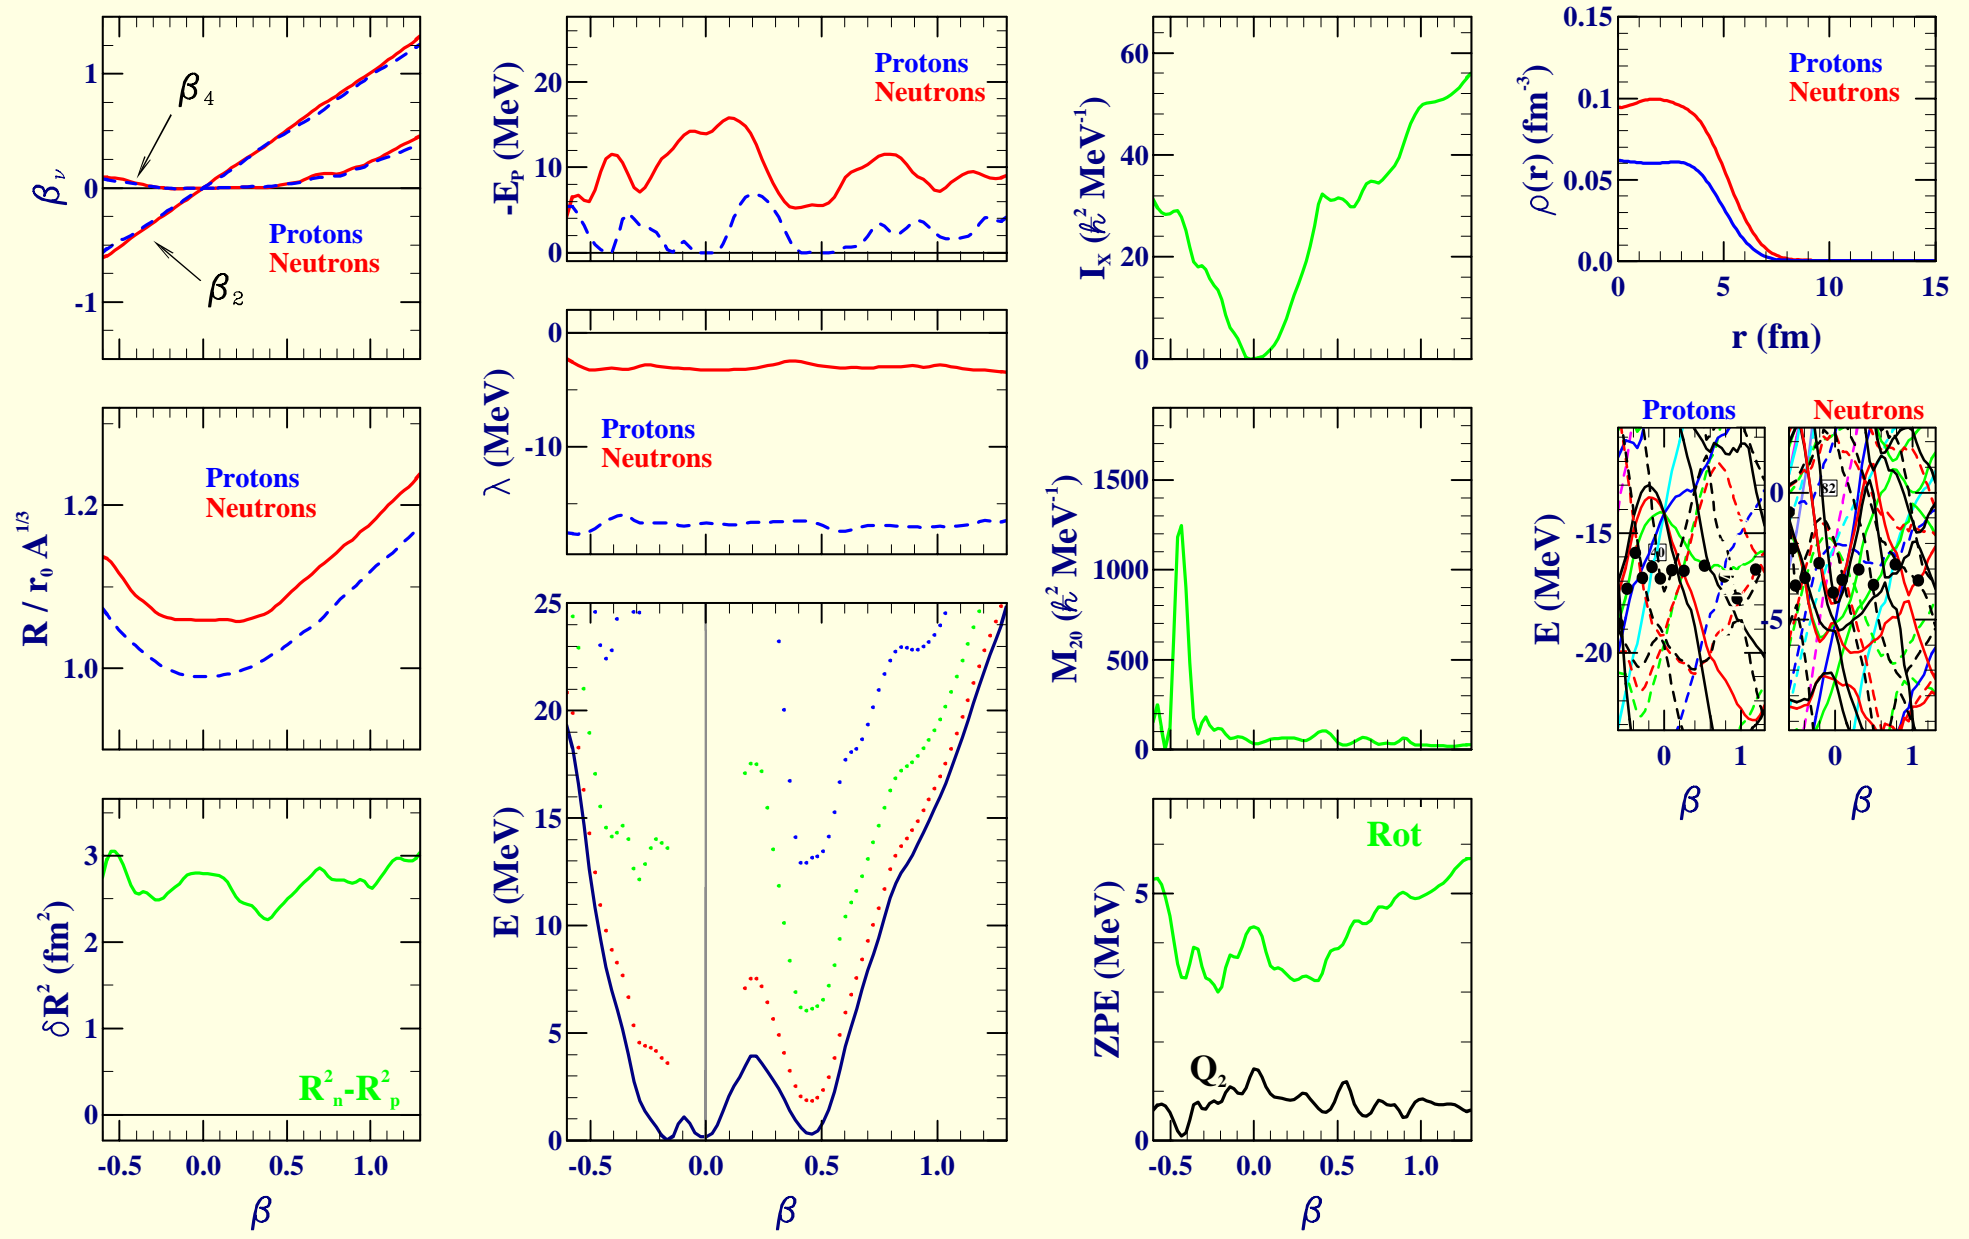 1
0
-1
βν
β4
β2
Protons
Neutrons
1.2
1.0
R / r0 A1/3
Protons
Neutrons
3
2
1
0
δR2 (fm2)
R2n-R2p
-0.5 0.0 0.5 1.0
β
20
10
0
-EP (MeV)
Protons
Neutrons
0
-10
λ (MeV)
Protons
Neutrons
25
20
15
10
5
0
E (MeV)
-0.5 0.0 0.5 1.0
β
60
40
20
0
IX (ℏ2 MeV-1)
1500
1000
500
0
M20 (ℏ2 MeV-1)
5
0
ZPE (MeV)
Rot
Q2
-0.5 0.0 0.5 1.0
β
0.15
0.1
0.05
0.0
ρ(r) (fm-3)
Protons
Neutrons
0 5 10 15
r (fm)
Protons Neutrons
-15
-20
E (MeV)
40
0
-5
82
0 1 0 1
β β